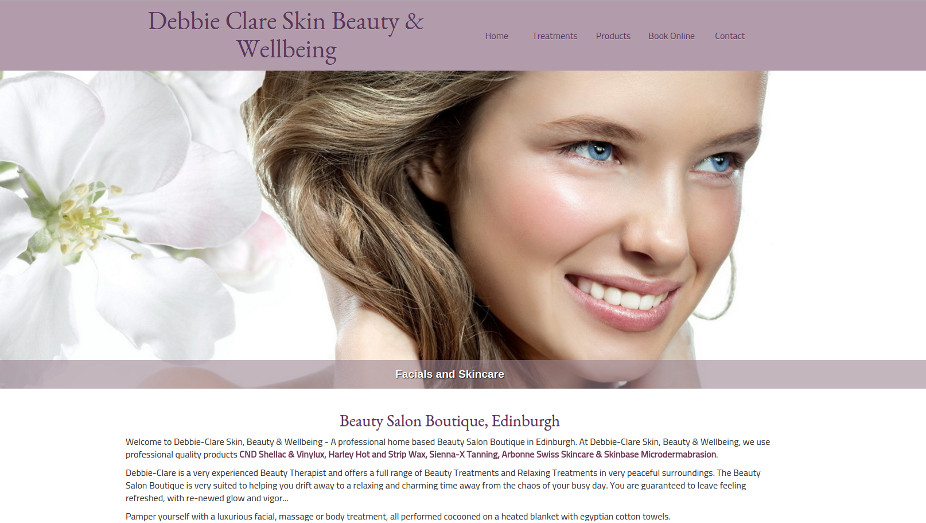 Debbie Clare Skin Beauty &
Wellbeing
Home Treatments Products Book Online Contact
Facials and Skincare
Beauty Salon Boutique, Edinburgh
Welcome to Debbie-Clare Skin, Beauty & Wellbeing - A professional home based Beauty Salon Boutique in Edinburgh. At Debbie-Clare Skin, Beauty & Wellbeing, we use
professional quality products CND Shellac & Vinylux, Harley Hot and Strip Wax, Sienna-X Tanning, Arbonne Swiss Skincare & Skinbase Microdermabrasion.
Debbie-Clare is a very experienced Beauty Therapist and offers a full range of Beauty Treatments and Relaxing Treatments in very peaceful surroundings. The Beauty
Salon Boutique is very suited to helping you drift away to a relaxing and charming time away from the chaos of your busy day. You are guaranteed to leave feeling
refreshed, with re-newed glow and vigor...
Pamper yourself with a luxurious facial, massage or body treatment, all performed cocooned on a heated blanket with egyptian cotton towels.